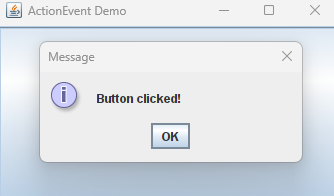 ActionEvent Demo
Message
Button clicked!
OK